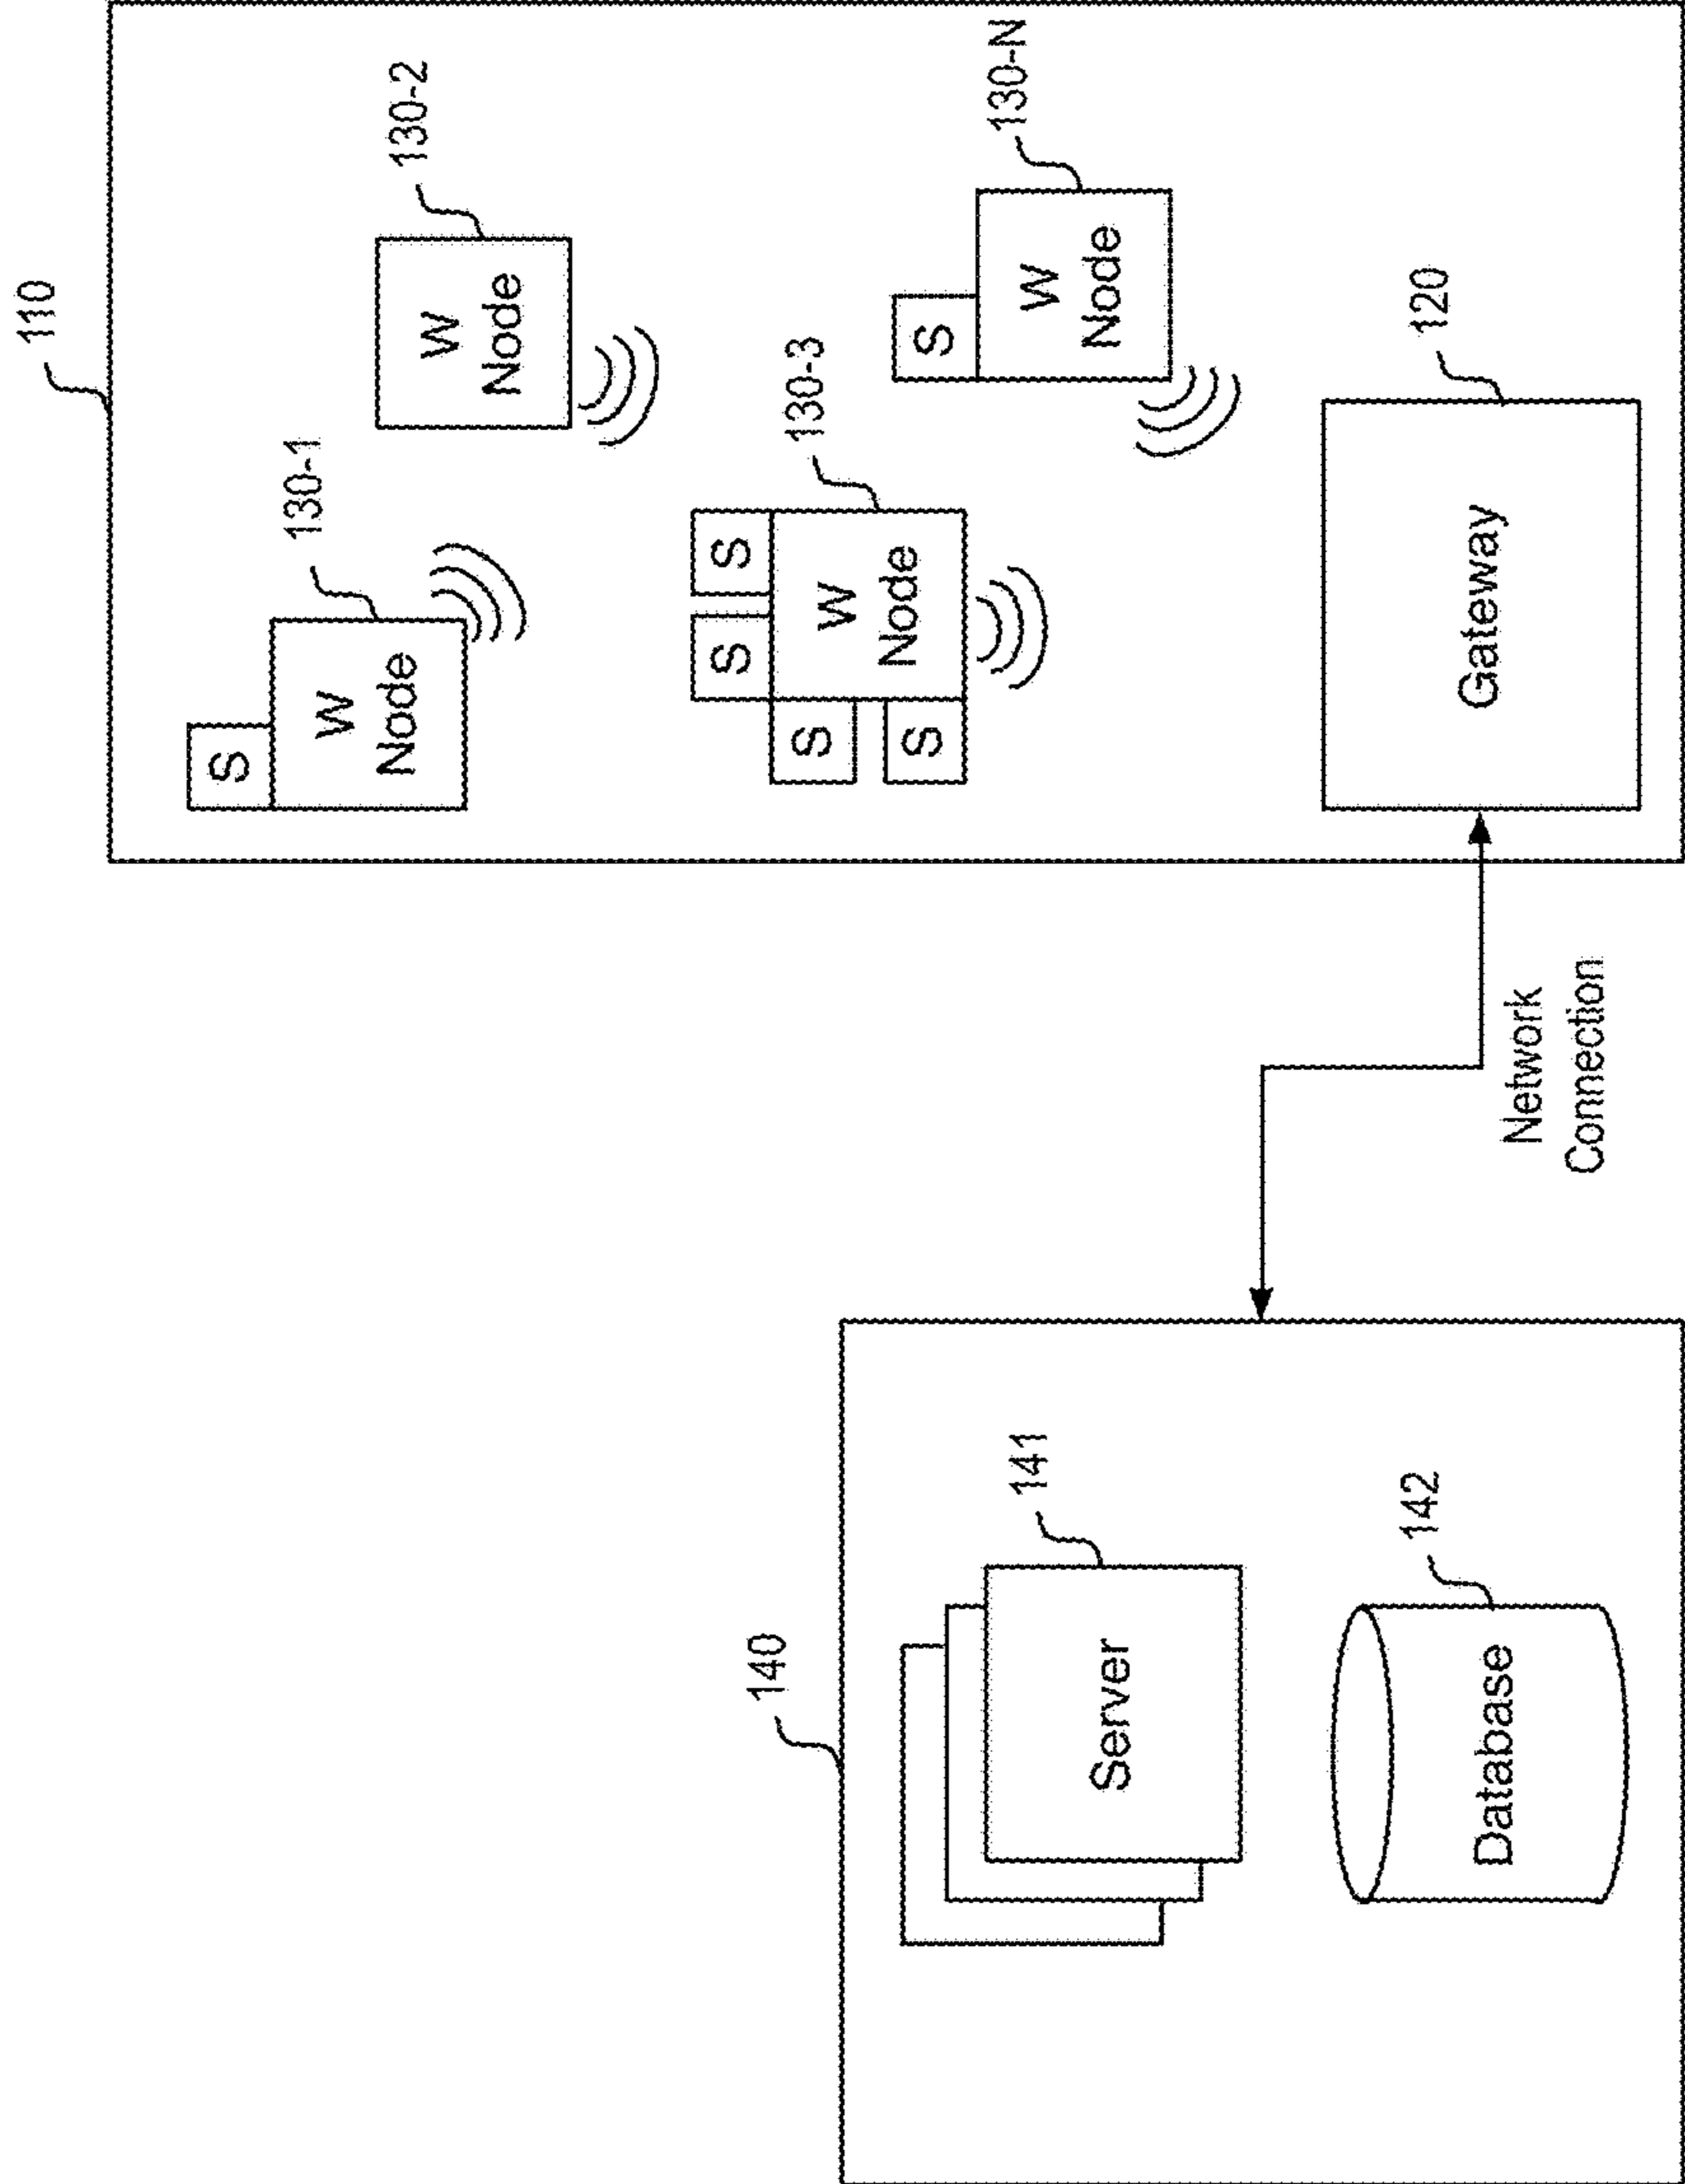 110
130-1
S
W
Node
130-2
W
Node
130-3
S
S
S
S
W
Node
130-N
S
W
Node
120
Gateway
Network
Connection
140
141
Server
142
Database